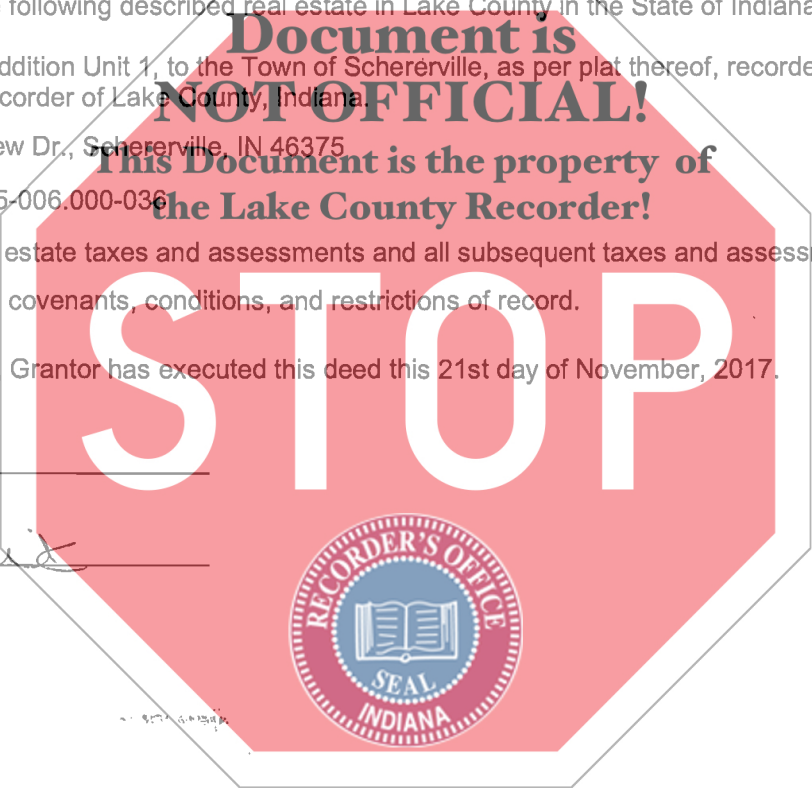 following described real estate in Lake County in the State of Indiana
Document is
ddition Unit 1, to the Town of Schererville, as per plat thereof, recorde
corder of Lake County, Indiana.
NOT OFFICIAL!
ew Dr., Schererville, IN 46375
This Document is the property of
5-006.000-036
the Lake County Recorder!
estate taxes and assessments and all subsequent taxes and assess
covenants, conditions, and restrictions of record.
STOP
Grantor has executed this deed this 21st day of November, 2017.
RECORDER'S OFFICE
SEAL
INDIANA